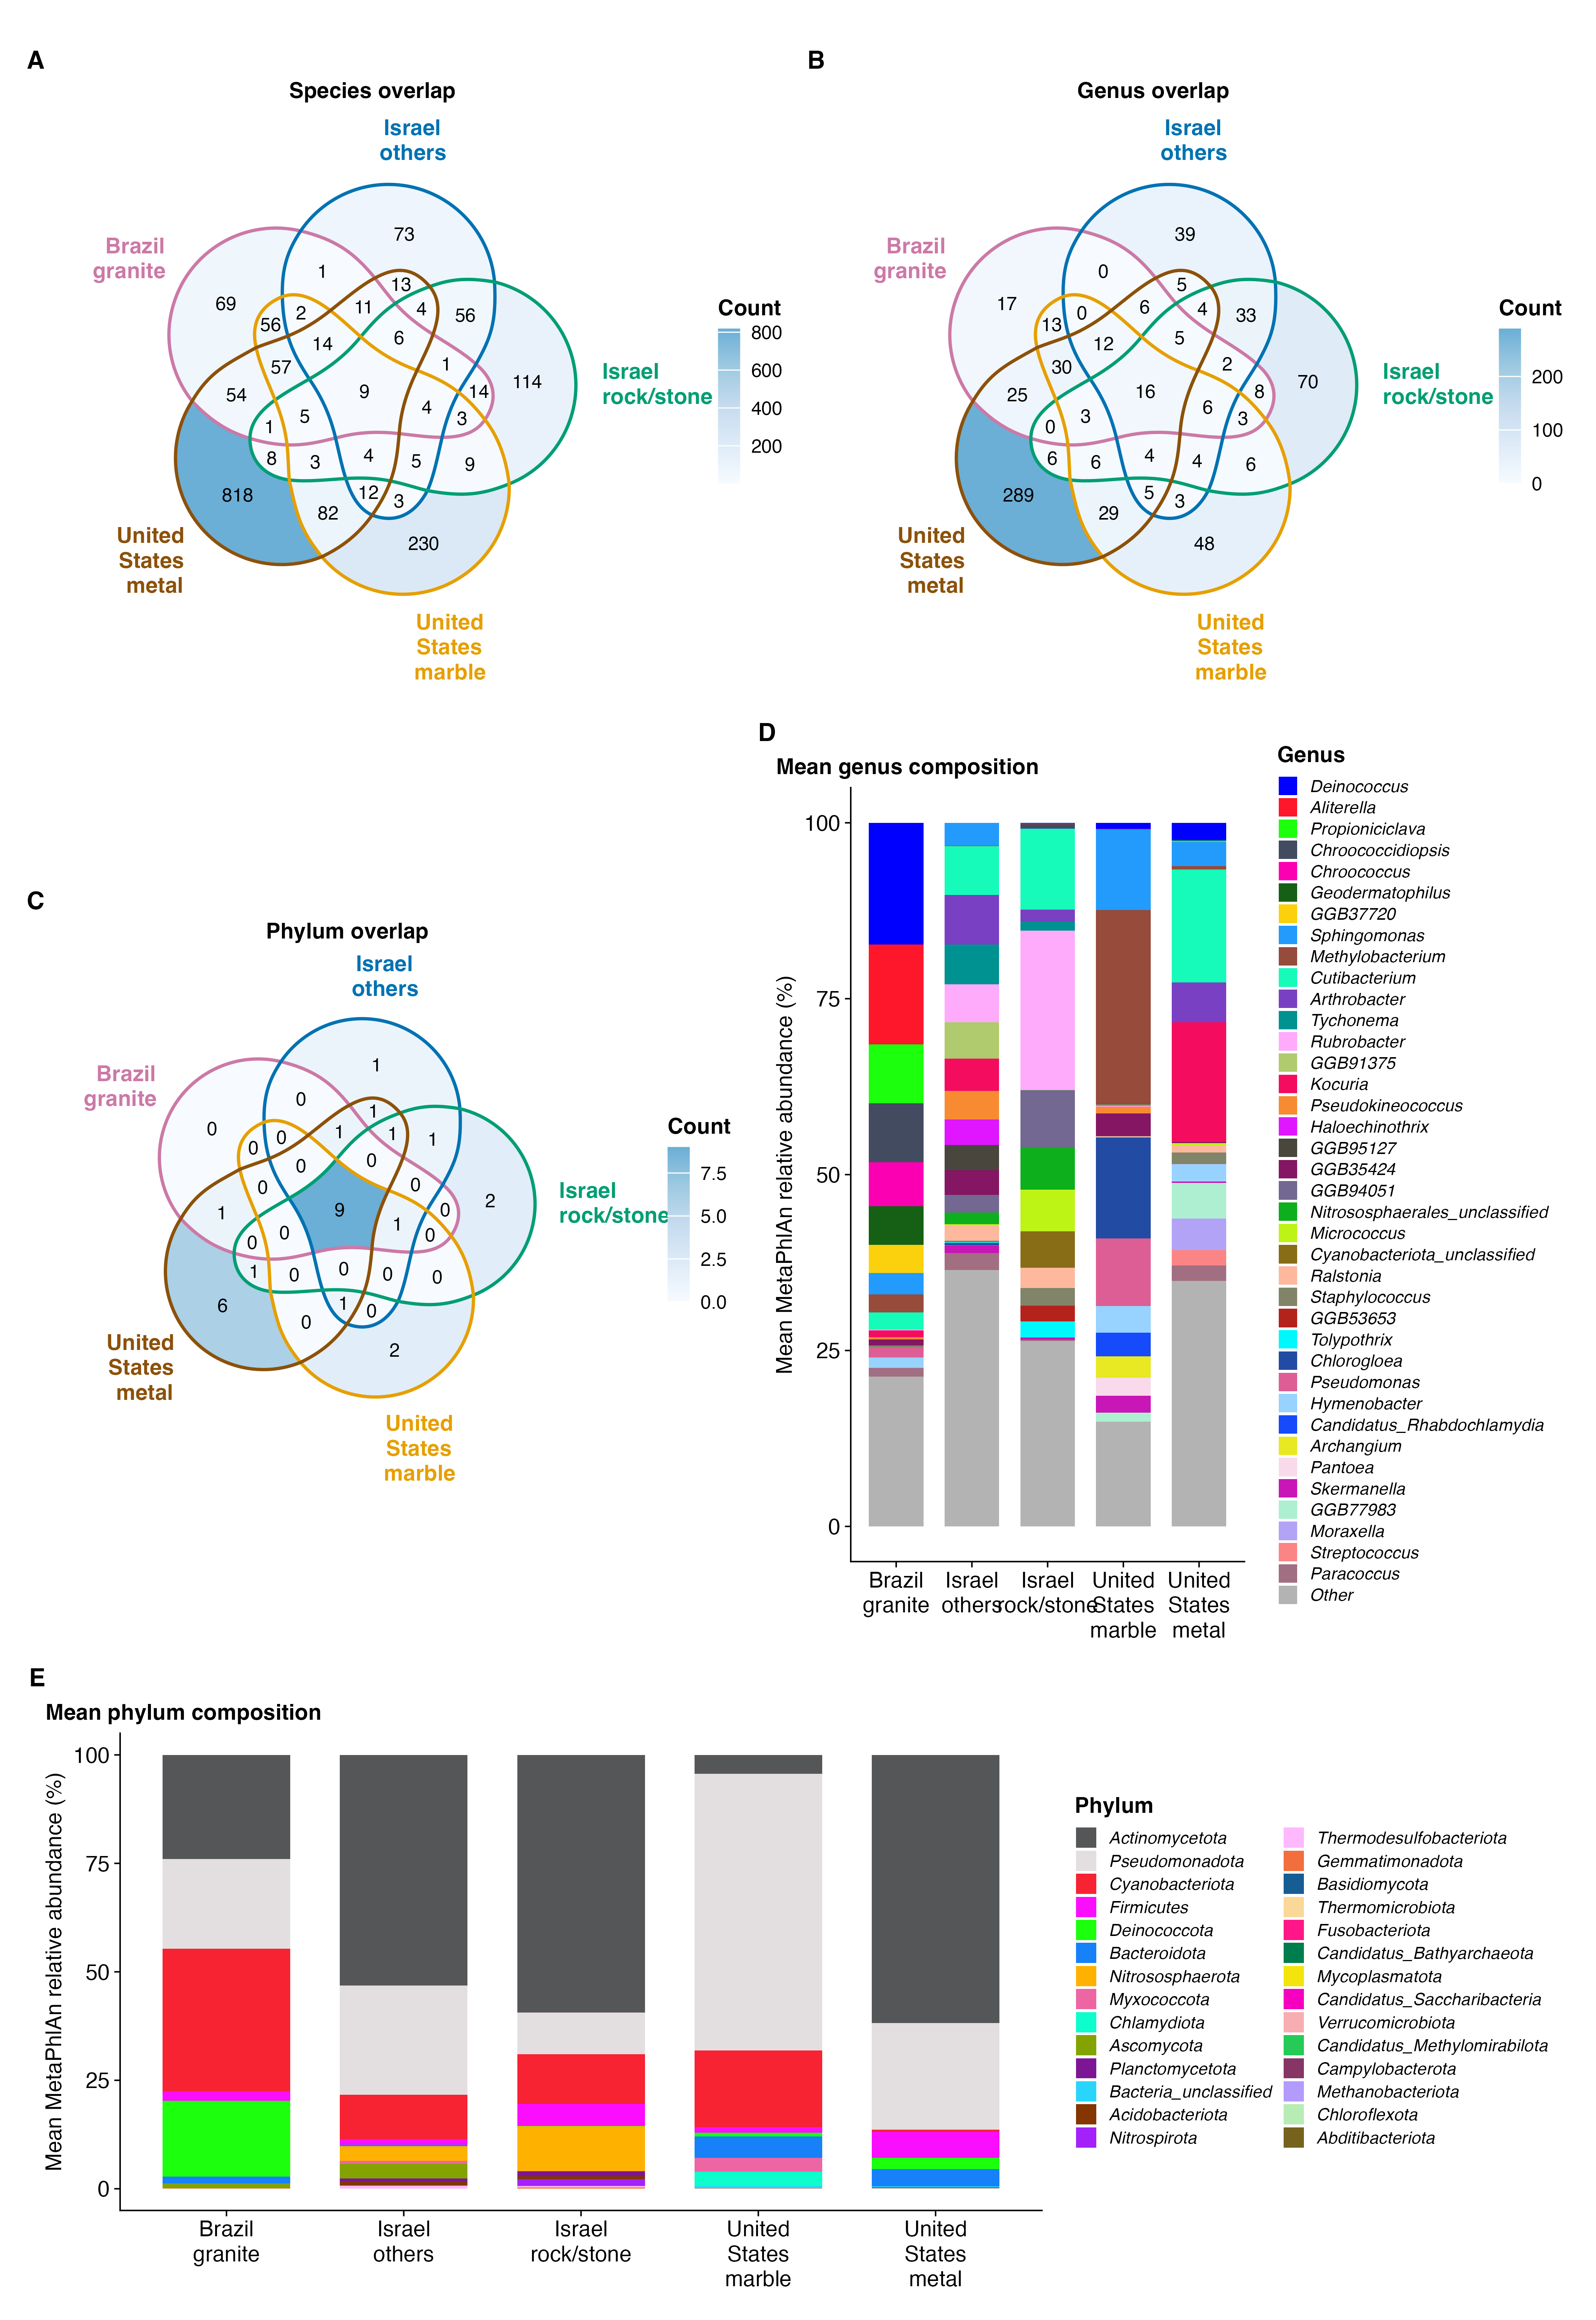 A
Species overlap
Israel
others
Brazil
granite
Israel
rock/stone
United
States
metal
United
States
marble
73
1
13
69
11
4
56
56
2
6
14
1
57
14
114
54
9
4
3
5
1
8
3
4
5
9
818
12
3
82
230
Count
800
600
400
200
B
Genus overlap
Israel
others
Brazil
granite
Israel
rock/stone
United
States
metal
United
States
marble
39
0
5
17
6
4
33
13
0
5
12
2
30
8
70
25
16
6
3
3
0
6
6
4
4
6
289
5
3
29
48
Count
200
100
0
C
Phylum overlap
Israel
others
Brazil
granite
Israel
rock/stone
United
States
metal
United
States
marble
1
0
1
0
1
1
1
0
0
0
0
0
0
0
2
1
9
1
0
0
0
1
0
0
0
0
6
1
0
0
2
Count
7.5
5.0
2.5
0.0
D
Mean genus composition
Mean MetaPhlAn relative abundance (%)
100
75
50
25
0
Brazil
granite
Israel
others
Israel
rock/stone
United
States
marble
United
States
metal
Genus
Deinococcus
Aliterella
Propioniciclava
Chroococcidiopsis
Chroococcus
Geodermatophilus
GGB37720
Sphingomonas
Methylobacterium
Cutibacterium
Arthrobacter
Tychonema
Rubrobacter
GGB91375
Kocuria
Pseudokineococcus
Haloechinothrix
GGB95127
GGB35424
GGB94051
Nitrososphaerales_unclassified
Micrococcus
Cyanobacteriota_unclassified
Ralstonia
Staphylococcus
GGB53653
Tolypothrix
Chlorogloea
Pseudomonas
Hymenobacter
Candidatus_Rhabdochlamydia
Archangium
Pantoea
Skermanella
GGB77983
Moraxella
Streptococcus
Paracoccus
Other
E
Mean phylum composition
Mean MetaPhlAn relative abundance (%)
100
75
50
25
0
Brazil
granite
Israel
others
Israel
rock/stone
United
States
marble
United
States
metal
Phylum
Actinomycetota
Pseudomonadota
Cyanobacteriota
Firmicutes
Deinococcota
Bacteroidota
Nitrososphaerota
Myxococcota
Chlamydiota
Ascomycota
Planctomycetota
Bacteria_unclassified
Acidobacteriota
Nitrospirota
Thermodesulfobacteriota
Gemmatimonadota
Basidiomycota
Thermomicrobiota
Fusobacteriota
Candidatus_Bathyarchaeota
Mycoplasmatota
Candidatus_Saccharibacteria
Verrucomicrobiota
Candidatus_Methylomirabilota
Campylobacterota
Methanobacteriota
Chloroflexota
Abditibacteriota